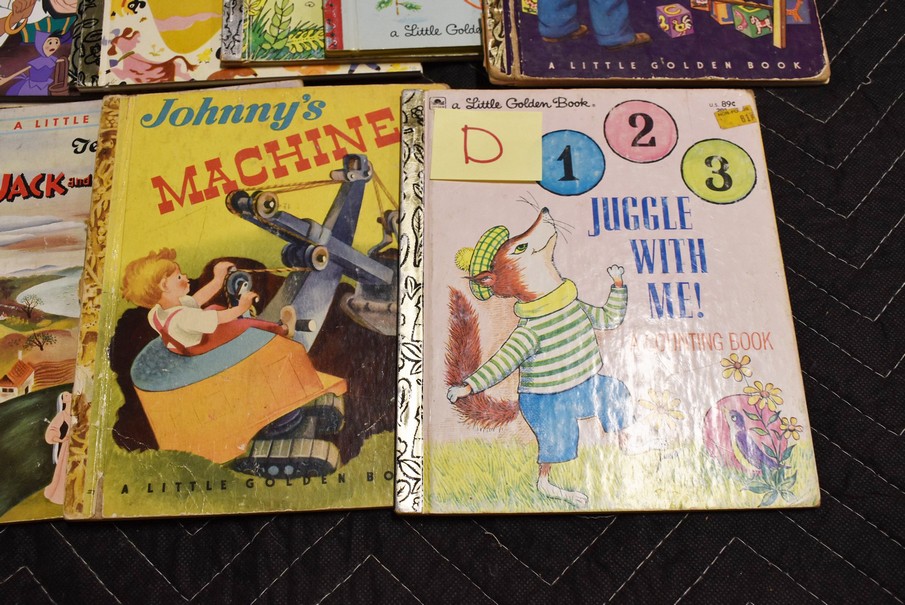 a Little Golde
A LITTLE GOLDEN BOOK
A LITTLE
JACK and
Johnny's
MACHINE
A LITTLE GOLDEN BO
a Little Golden Book®
U.S. 89¢
D
1 2 3
JUGGLE
WITH
ME!
A COUNTING BOOK